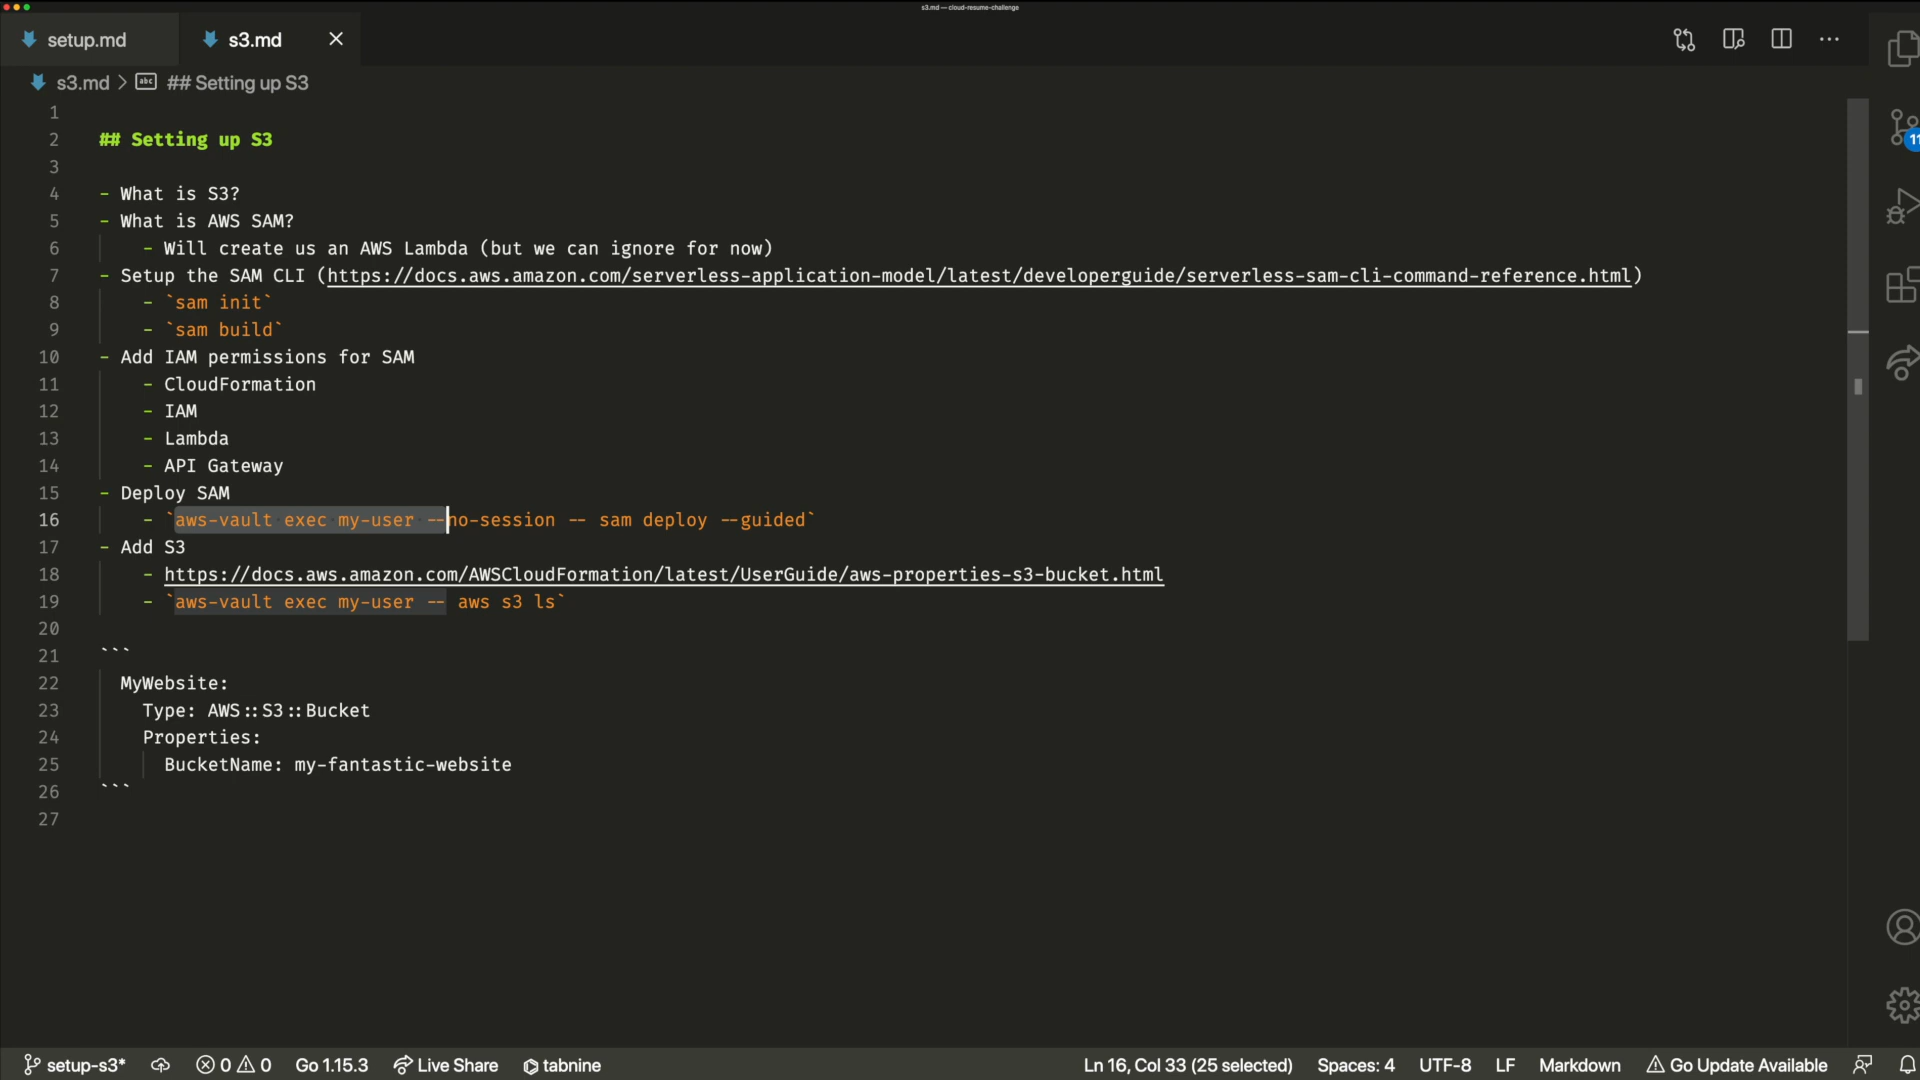 s3.md — cloud-resume-challenge
setup.md
s3.md
s3.md > ## Setting up S3
1
2 ## Setting up S3
3
4 - What is S3?
5 - What is AWS SAM?
6 - Will create us an AWS Lambda (but we can ignore for now)
7 - Setup the SAM CLI (https://docs.aws.amazon.com/serverless-application-model/latest/developerguide/serverless-sam-cli-command-reference.html)
8 - `sam init`
9 - `sam build`
10 - Add IAM permissions for SAM
11 - CloudFormation
12 - IAM
13 - Lambda
14 - API Gateway
15 - Deploy SAM
16 - `aws-vault exec my-user --no-session -- sam deploy --guided`
17 - Add S3
18 - https://docs.aws.amazon.com/AWSCloudFormation/latest/UserGuide/aws-properties-s3-bucket.html
19 - `aws-vault exec my-user -- aws s3 ls`
20
21 ```
22 MyWebsite:
23 Type: AWS::S3::Bucket
24 Properties:
25 BucketName: my-fantastic-website
26 ```
27
11
setup-s3* 0 0 Go 1.15.3 Live Share tabnine Ln 16, Col 33 (25 selected) Spaces: 4 UTF-8 LF Markdown Go Update Available